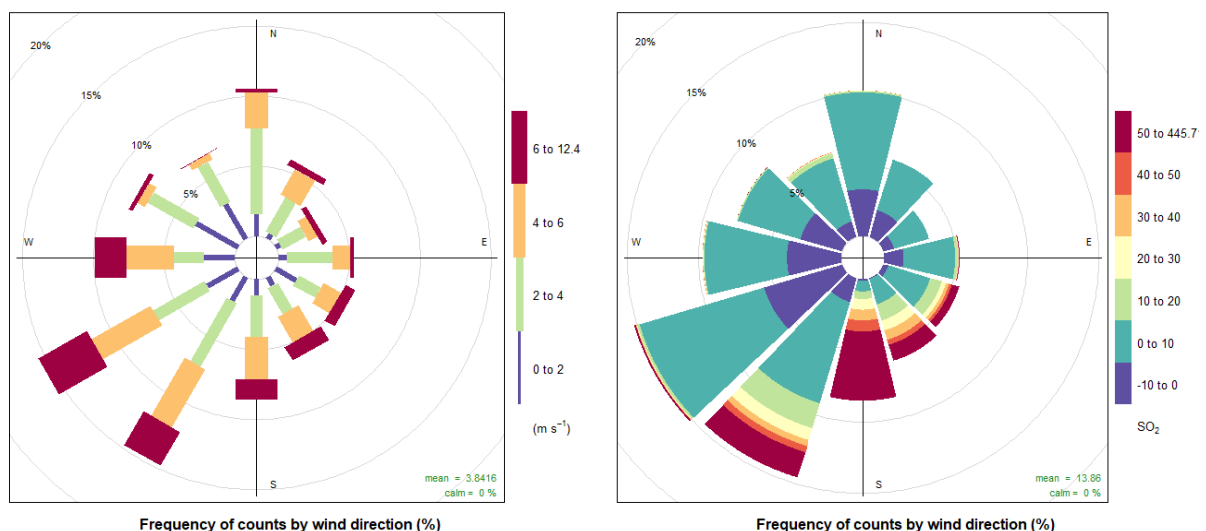 20%
15%
10%
5%
N
W
E
S
mean = 3.8416
calm = 0 %
Frequency of counts by wind direction (%)
6 to 12.4
4 to 6
2 to 4
0 to 2
(m s⁻¹)
20%
15%
10%
5%
N
W
E
S
mean = 13.86
calm = 0 %
Frequency of counts by wind direction (%)
50 to 445.7
40 to 50
30 to 40
20 to 30
10 to 20
0 to 10
-10 to 0
SO₂